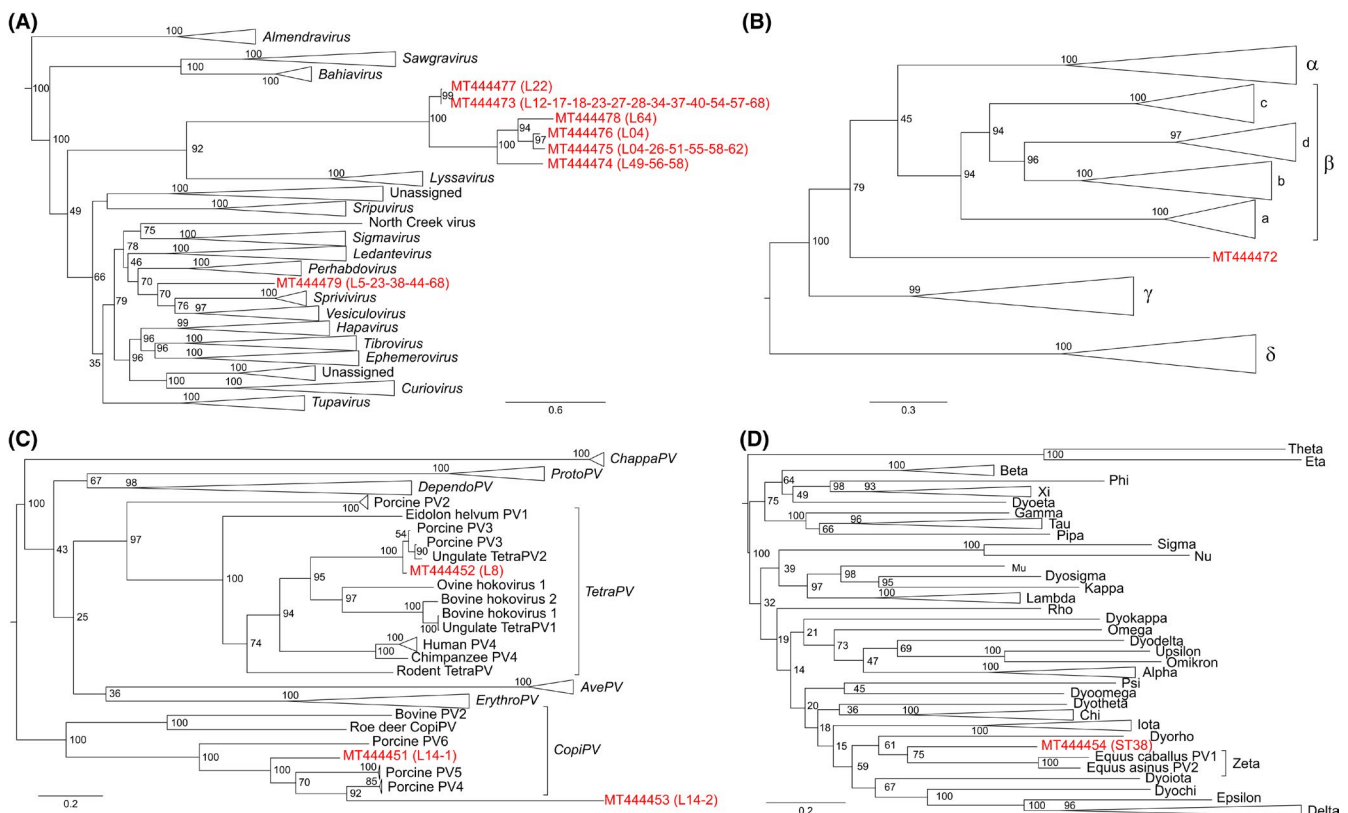 (A)
100
Almendravirus
100
100
Sawgravirus
100
100
Bahiavirus
100
MT444477 (L22)
99
MT444473 (L12-17-18-23-27-28-34-37-40-54-57-68)
100
MT444478 (L64)
94
MT444476 (L04)
97
MT444475 (L04-26-51-55-58-62)
100
MT444474 (L49-56-58)
92
100
Lyssavirus
49
100
Unassigned
100
Sripuvirus
North Creek virus
75
100
Sigmavirus
78
100
Ledantevirus
66
46
100
Perhabdovirus
70
MT444479 (L5-23-38-44-68)
79
70
100
Sprivivirus
76
97
Vesiculovirus
99
Hapavirus
96
100
Tibrovirus
96
100
Ephemerovirus
96
35
100
Unassigned
100
100
Curiovirus
100
Tupavirus
0.6
(B)
100
α
100
c
45
94
97
d
β
96
94
100
b
79
100
a
100
MT444472
99
γ
100
δ
0.3
(C)
100
ChappaPV
100
ProtoPV
67
98
DependoPV
100
43
100
Porcine PV2
97
Eidolon helvum PV1
Porcine PV3
54
Porcine PV3
90
Ungulate TetraPV2
100
MT444452 (L8)
95
100
Ovine hokovirus 1
97
Bovine hokovirus 2
TetraPV
94
100
Bovine hokovirus 1
100
Ungulate TetraPV1
25
74
100
Human PV4
100
Chimpanzee PV4
Rodent TetraPV
36
100
AvePV
100
ErythroPV
100
Bovine PV2
Roe deer CopiPV
100
Porcine PV6
CopiPV
100
MT444451 (L14-1)
100
100
Porcine PV5
70
85
Porcine PV4
92
MT444453 (L14-2)
0.2
(D)
Theta
100
Eta
100
Beta
64
Phi
75
98
93
Xi
49
Dyoeta
100
Gamma
96
Tau
66
Pipa
100
Sigma
100
Nu
39
98
Mu
95
Dyosigma
97
Kappa
100
Lambda
32
Rho
Dyokappa
21
Omega
19
73
Dyodelta
69
100
Upsilon
47
Omikron
14
100
Alpha
45
Psi
Dyoomega
20
Dyotheta
36
100
Chi
18
100
Iota
Dyorho
15
61
MT444454 (ST38)
75
Equus caballus PV1
100
Zeta
Equus asinus PV2
59
Dyoiota
67
Dyochi
100
Epsilon
100
96
Delta
0.2